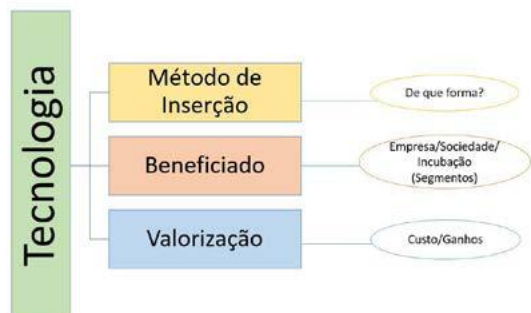 Tecnologia
Método de
Inserção
De que forma?
Beneficiado
Empresa/Sociedade/
Incubação
(Segmentos)
Valorização
Custo/Ganhos